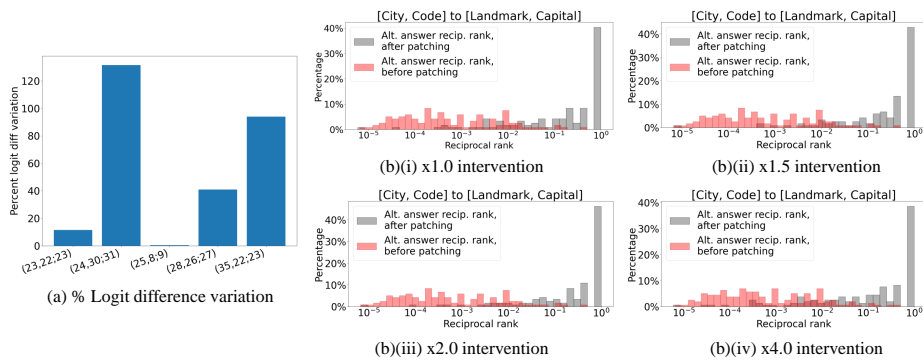 Percent logit diff variation
120
100
80
60
40
20
0
(23,22;23)
(24,30;31)
(25,8;9)
(28,26;27)
(35,22;23)
(a) % Logit difference variation
[City, Code] to [Landmark, Capital]
Percentage
40%
30%
20%
10%
0%
Alt. answer recip. rank,
after patching
Alt. answer recip. rank,
before patching
10⁻⁵ 10⁻⁴ 10⁻³ 10⁻² 10⁻¹ 10⁰
Reciprocal rank
(b)(i) x1.0 intervention
[City, Code] to [Landmark, Capital]
Percentage
40%
30%
20%
10%
0%
Alt. answer recip. rank,
after patching
Alt. answer recip. rank,
before patching
10⁻⁵ 10⁻⁴ 10⁻³ 10⁻² 10⁻¹ 10⁰
Reciprocal rank
(b)(ii) x1.5 intervention
[City, Code] to [Landmark, Capital]
Percentage
40%
30%
20%
10%
0%
Alt. answer recip. rank,
after patching
Alt. answer recip. rank,
before patching
10⁻⁵ 10⁻⁴ 10⁻³ 10⁻² 10⁻¹ 10⁰
Reciprocal rank
(b)(iii) x2.0 intervention
[City, Code] to [Landmark, Capital]
Percentage
40%
30%
20%
10%
0%
Alt. answer recip. rank,
after patching
Alt. answer recip. rank,
before patching
10⁻⁵ 10⁻⁴ 10⁻³ 10⁻² 10⁻¹ 10⁰
Reciprocal rank
(b)(iv) x4.0 intervention